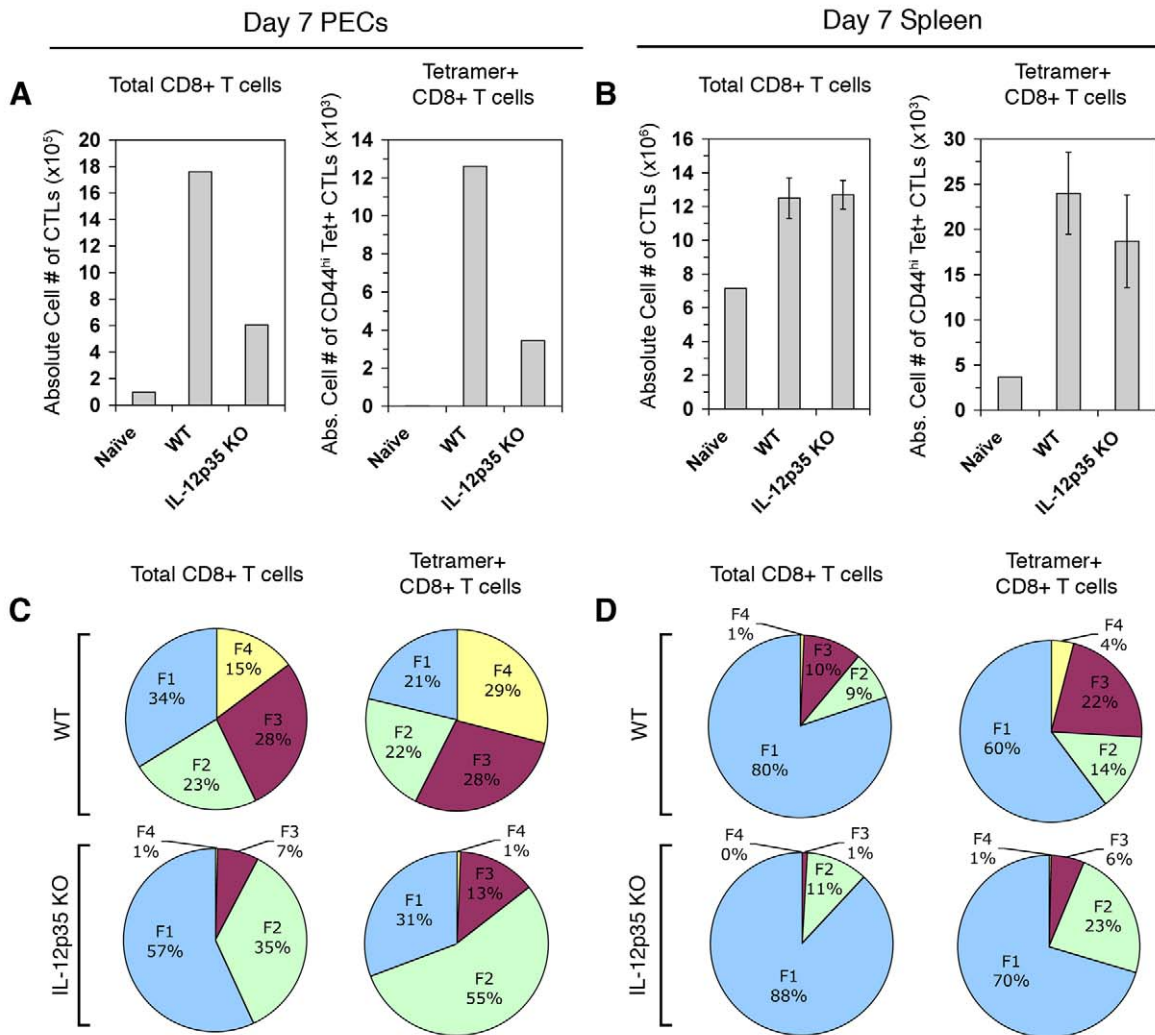 Day 7 PECs
Day 7 Spleen
A
Total CD8+ T cells
Tetramer+
CD8+ T cells
Absolute Cell # of CTLs (x10⁵)
20
18
16
14
12
10
8
6
4
2
0
Naïve
WT
IL-12p35 KO
Abs. Cell # of CD44ʰⁱ Tet+ CTLs (x10³)
14
12
10
8
6
4
2
0
Naïve
WT
IL-12p35 KO
B
Total CD8+ T cells
Tetramer+
CD8+ T cells
Absolute Cell # of CTLs (x10⁶)
16
14
12
10
8
6
4
2
0
Naïve
WT
IL-12p35 KO
Abs. Cell # of CD44ʰⁱ Tet+ CTLs (x10³)
30
25
20
15
10
5
0
Naïve
WT
IL-12p35 KO
C
Total CD8+ T cells
Tetramer+
CD8+ T cells
WT
F1
34%
F4
15%
F3
28%
F2
23%
F1
21%
F4
29%
F2
22%
F3
28%
IL-12p35 KO
F4
1%
F3
7%
F1
57%
F2
35%
F4
1%
F3
13%
F1
31%
F2
55%
D
Total CD8+ T cells
Tetramer+
CD8+ T cells
WT
F4
1%
F3
10%
F2
9%
F1
80%
F4
4%
F3
22%
F1
60%
F2
14%
IL-12p35 KO
F4
0%
F3
1%
F2
11%
F1
88%
F4
1%
F3
6%
F2
23%
F1
70%